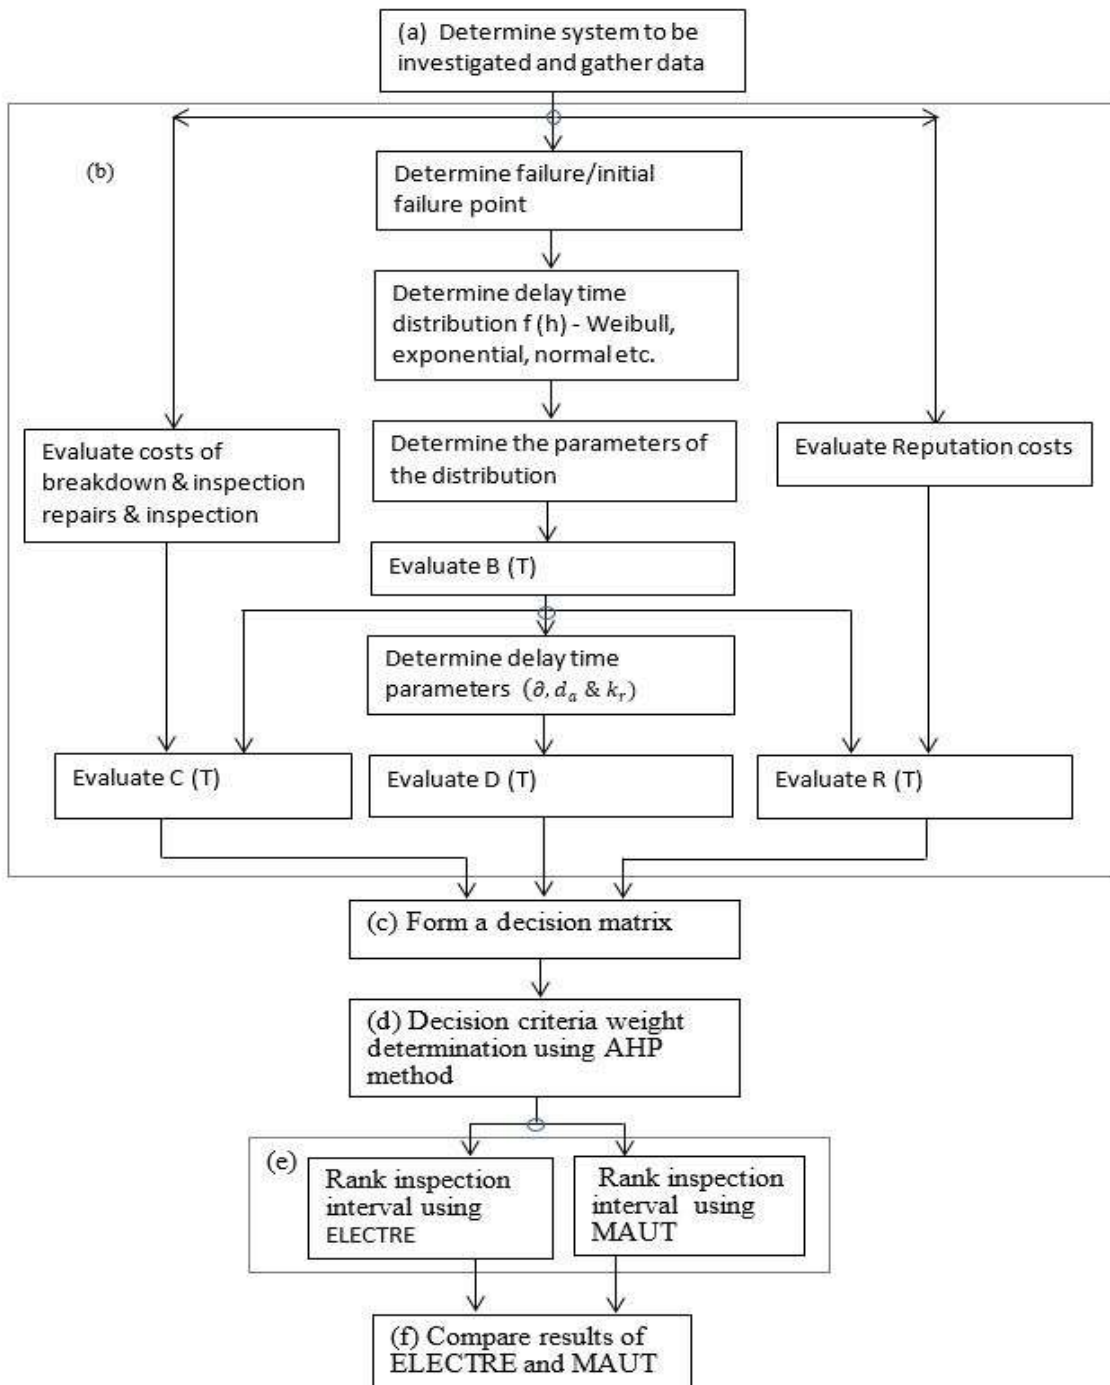 (a) Determine system to be
investigated and gather data
(b)
Determine failure/initial
failure point
Determine delay time
distribution f (h) - Weibull,
exponential, normal etc.
Evaluate costs of
breakdown & inspection
repairs & inspection
Determine the parameters of
the distribution
Evaluate Reputation costs
Evaluate B (T)
Determine delay time
parameters (∂, dₐ & kᵣ)
Evaluate C (T)
Evaluate D (T)
Evaluate R (T)
(c) Form a decision matrix
(d) Decision criteria weight
determination using AHP
method
(e)
Rank inspection
interval using
ELECTRE
Rank inspection
interval using
MAUT
(f) Compare results of
ELECTRE and MAUT